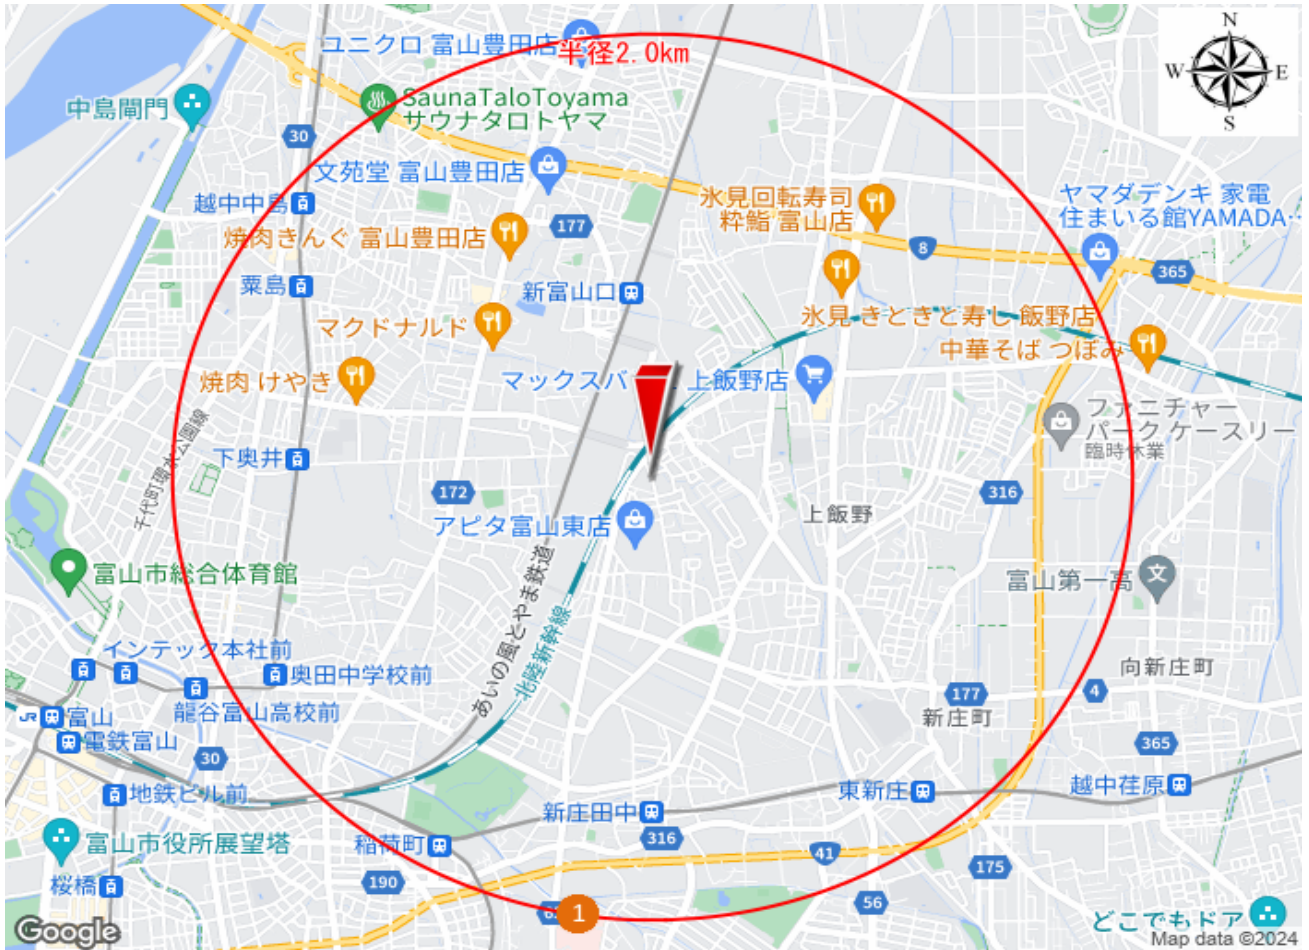 N
W
E
S
ユニクロ 富山豊田店
半径2.0km
中島閘門
SaunaTaloToyama
サウナタロトヤマ
30
文苑堂 富山豊田店
越中中島
氷見回転寿司
粋鮨 富山店
ヤマダデンキ 家電
住まいる館YAMADA…
焼肉きんぐ 富山豊田店
177
8
365
粟島
新富山口
マクドナルド
氷見 きときと寿し 飯野店
中華そば つぼみ
焼肉 けやき
マックスバ
上飯野店
ファニチャー
パーク ケースリー
臨時休業
千代町環水公園線
下奥井
172
316
アピタ富山東店
上飯野
富山市総合体育館
あいの風とやま鉄道
北陸新幹線
富山第一高
インテック本社前
奥田中学校前
向新庄町
龍谷富山高校前
177
4
新庄町
JR
富山
電鉄富山
30
365
地鉄ビル前
新庄田中
東新庄
越中荏原
富山市役所展望塔
稲荷町
316
41
175
桜橋
190
1
56
どこでもドア
Google
Map data ©2024